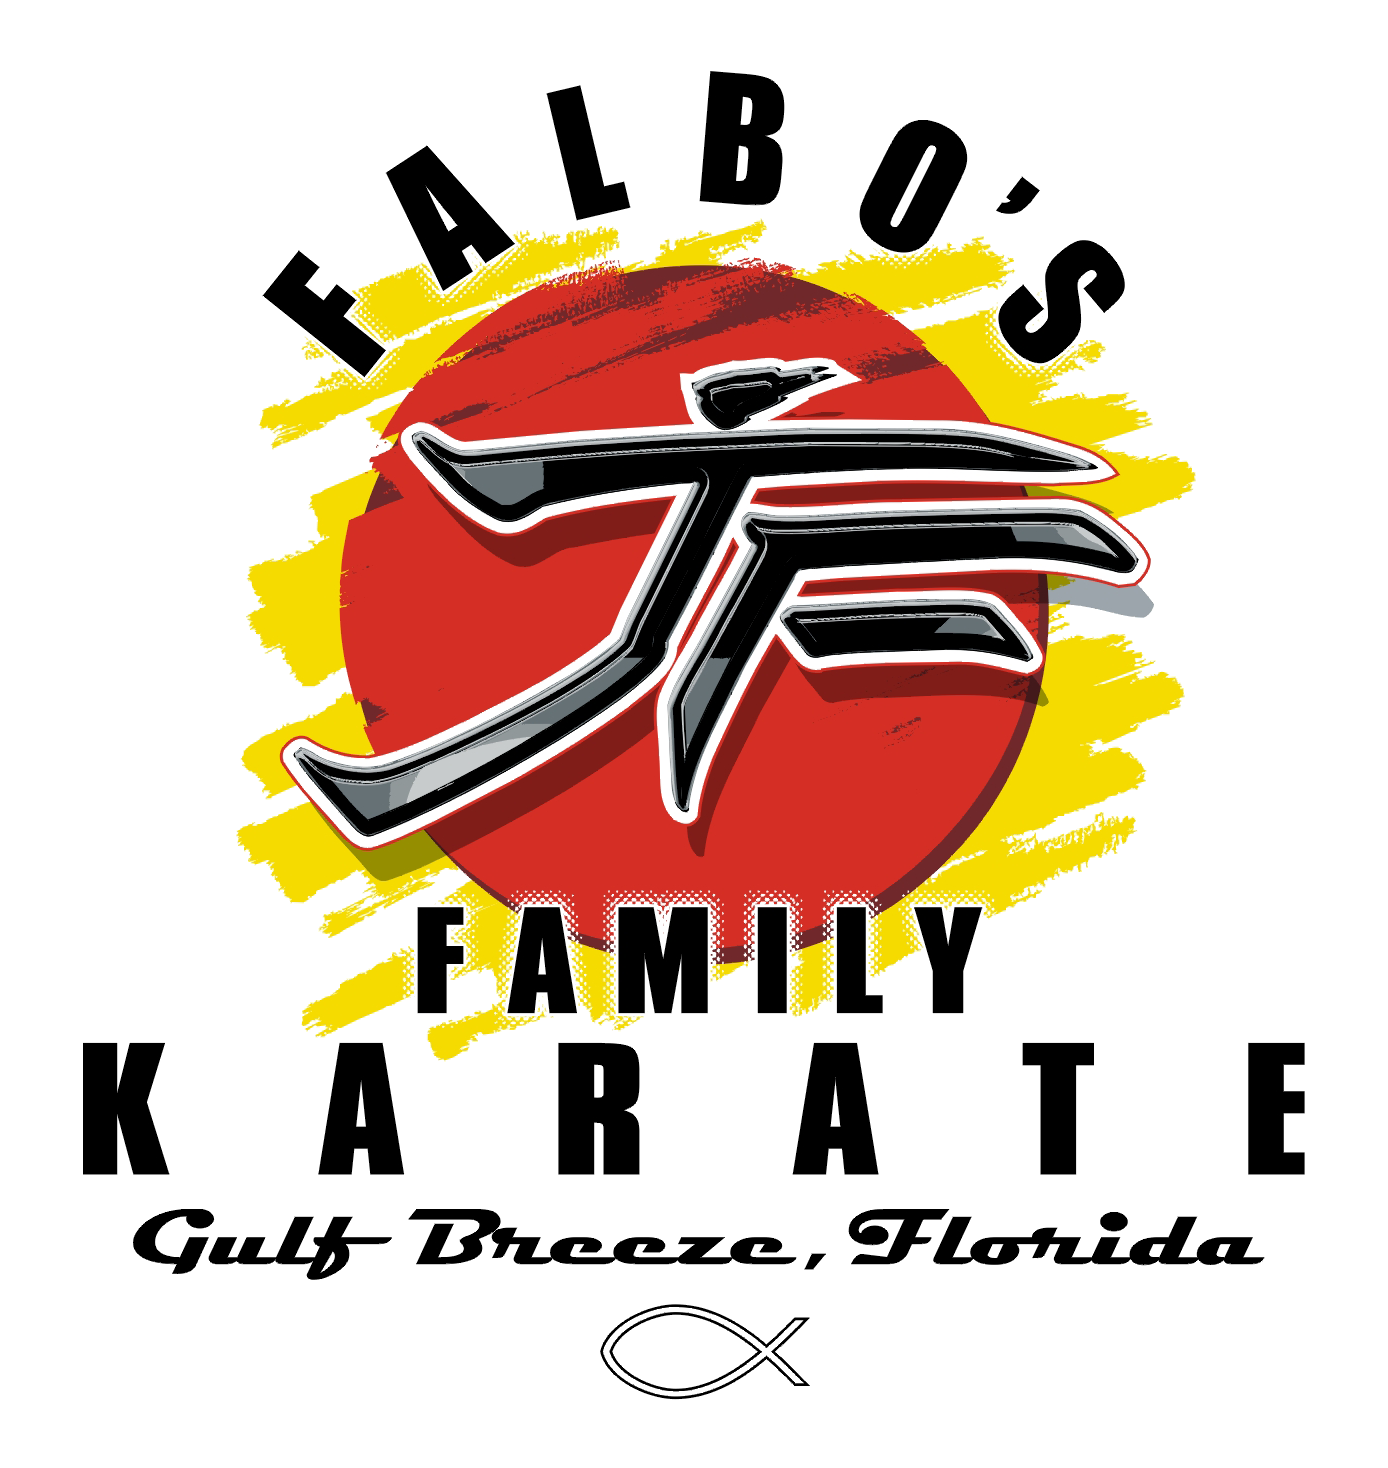 FALBO'S
FAMILY
KARATE
Gulf Breeze, Florida